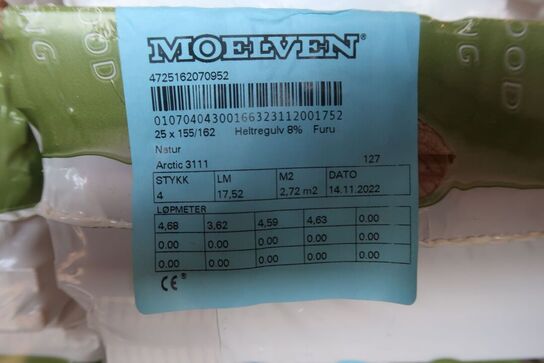 MOELVEN®
4725162070952
01070404300166323112001752
25 x 155/162 Heltregulv 8% Furu
Natur
Arctic 3111 127
STYKK LM M2 DATO
4 17,52 2,72 m2 14.11.2022
LØPMETER
4,68 3,62 4,59 4,63 0.00
0.00 0.00 0.00 0.00 0.00
0.00 0.00 0.00 0.00 0.00
CE®